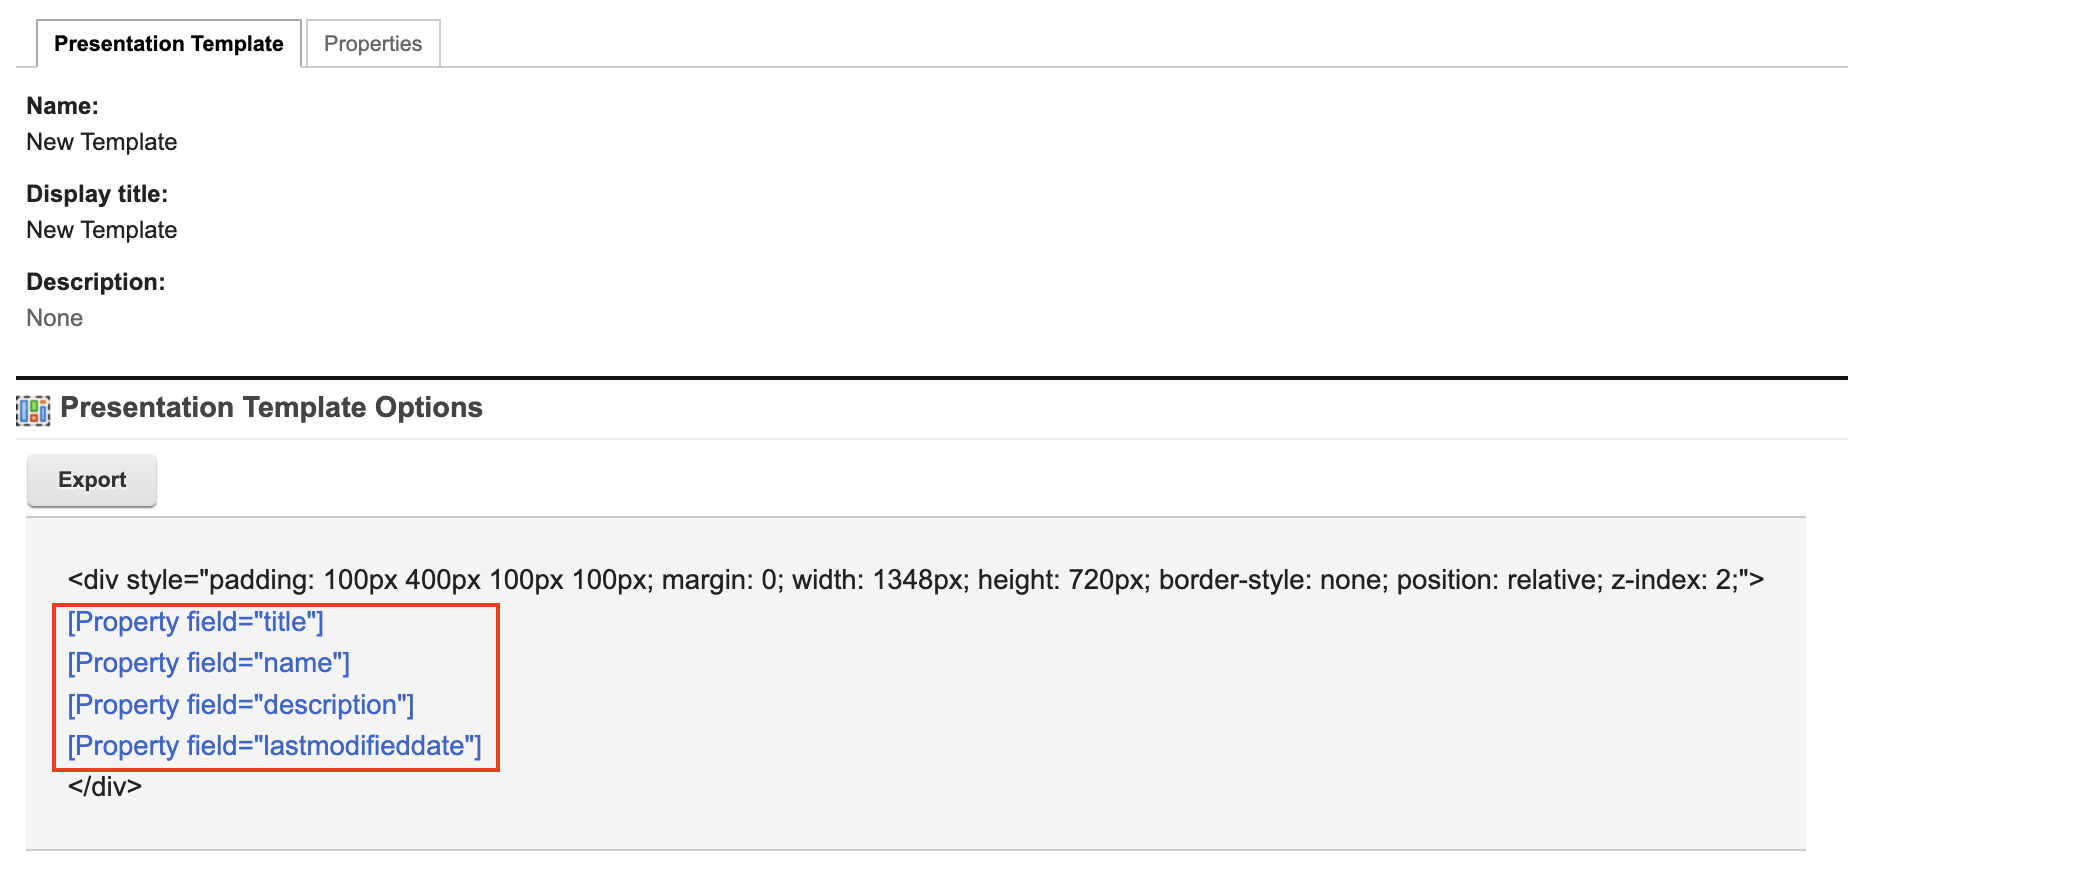 Presentation Template Properties
Name:
New Template
Display title:
New Template
Description:
None
Presentation Template Options
Export
<div style="padding: 100px 400px 100px 100px; margin: 0; width: 1348px; height: 720px; border-style: none; position: relative; z-index: 2;">
[Property field="title"]
[Property field="name"]
[Property field="description"]
[Property field="lastmodifieddate"]
</div>